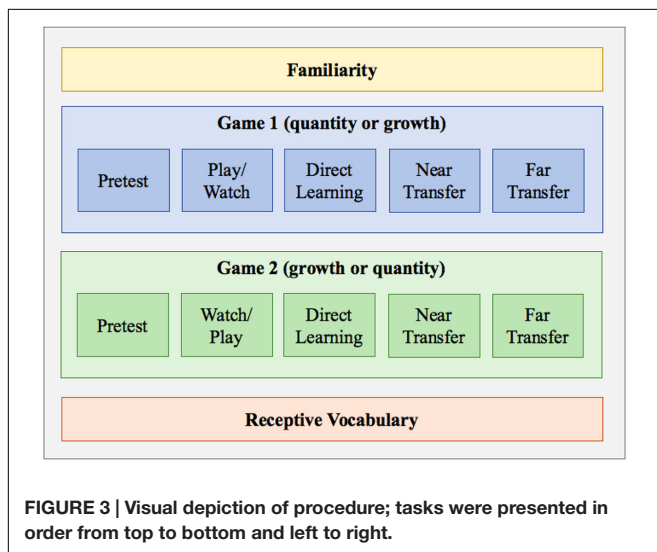 Familiarity
Game 1 (quantity or growth)
Pretest
Play/
Watch
Direct
Learning
Near
Transfer
Far
Transfer
Game 2 (growth or quantity)
Pretest
Watch/
Play
Direct
Learning
Near
Transfer
Far
Transfer
Receptive Vocabulary
FIGURE 3 | Visual depiction of procedure; tasks were presented in
order from top to bottom and left to right.